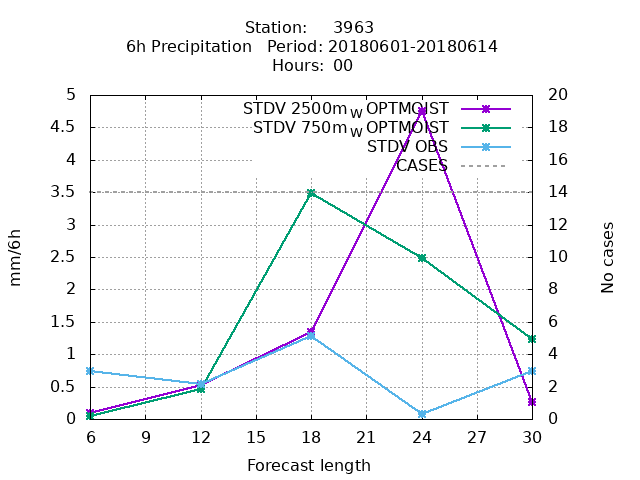 Station: 3963
6h Precipitation Period: 20180601-20180614
Hours: 00
STDV 2500m_W OPTMOIST
STDV 750m_W OPTMOIST
STDV OBS
CASES
5
4.5
4
3.5
3
2.5
2
1.5
1
0.5
0
20
18
16
14
12
10
8
6
4
2
0
6 9 12 15 18 21 24 27 30
mm/6h
No cases
Forecast length